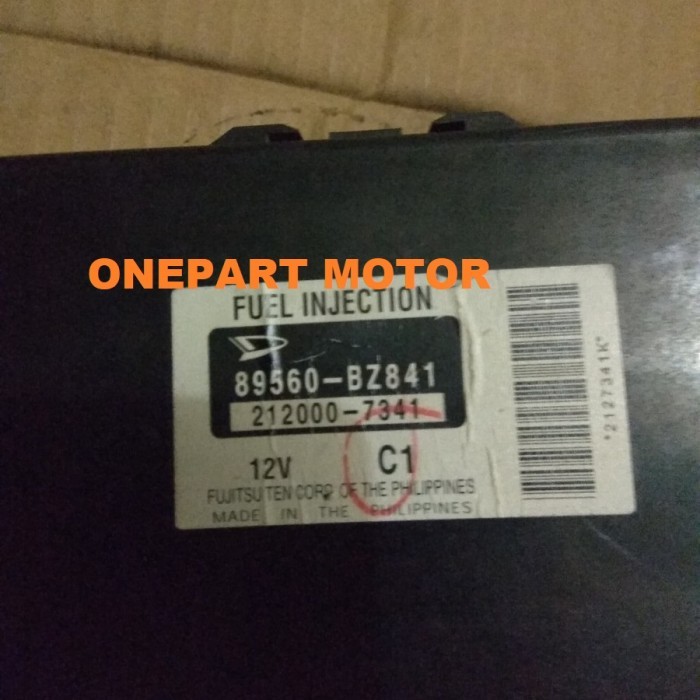 ONEPART MOTOR
FUEL INJECTION
89560-BZ841
212000-7341
12V C1
FUJITSU TEN CORP. OF THE PHILIPPINES
MADE IN THE PHILIPPINES
*2127341K*